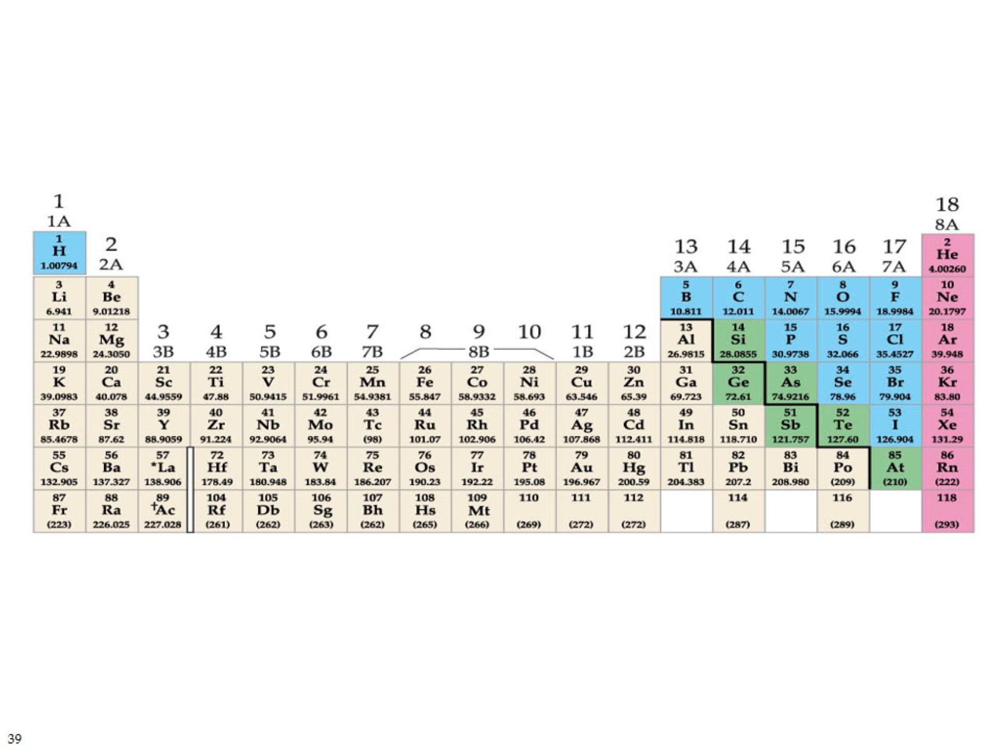 1
18
1A
8A
1
2
2
13
14
15
16
17
H
He
1.00794
2A
3A
4A
5A
6A
7A
4.00260
3
4
5
6
7
8
9
10
Li
Be
B
C
N
O
F
Ne
6.941
9.01218
10.811
12.011
14.0067
15.9994
18.9984
20.1797
11
12
3
4
5
6
7
8
9
10
11
12
13
14
15
16
17
18
Na
Mg
Al
Si
P
S
Cl
Ar
22.9898
24.3050
3B
4B
5B
6B
7B
8B
1B
2B
26.9815
28.0855
30.9738
32.066
35.4527
39.948
19 20 21 22 23 24 25 26 27 28 29 30 31 32 33 34 35 36
K Ca Sc Ti V Cr Mn Fe Co Ni Cu Zn Ga Ge As Se Br Kr
39.0983 40.078 44.9559 47.88 50.9415 51.9961 54.9381 55.847 58.9332 58.693 63.546 65.39 69.723 72.61 74.9216 78.96 79.904 83.80
37 38 39 40 41 42 43 44 45 46 47 48 49 50 51 52 53 54
Rb Sr Y Zr Nb Mo Tc Ru Rh Pd Ag Cd In Sn Sb Te I Xe
85.4678 87.62 88.9059 91.224 92.9064 95.94 (98) 101.07 102.906 106.42 107.868 112.411 114.818 118.710 121.757 127.60 126.904 131.29
55 56 57 72 73 74 75 76 77 78 79 80 81 82 83 84 85 86
Cs Ba *La Hf Ta W Re Os Ir Pt Au Hg Tl Pb Bi Po At Rn
132.905 137.327 138.906 178.49 180.948 183.84 186.207 190.23 192.22 195.08 196.967 200.59 204.383 207.2 208.980 (209) (210) (222)
87 88 89 104 105 106 107 108 109 110 111 112 114 116 118
Fr Ra †Ac Rf Db Sg Bh Hs Mt
(223) 226.025 227.028 (261) (262) (263) (262) (265) (266) (269) (272) (272) (287) (289) (293)
39